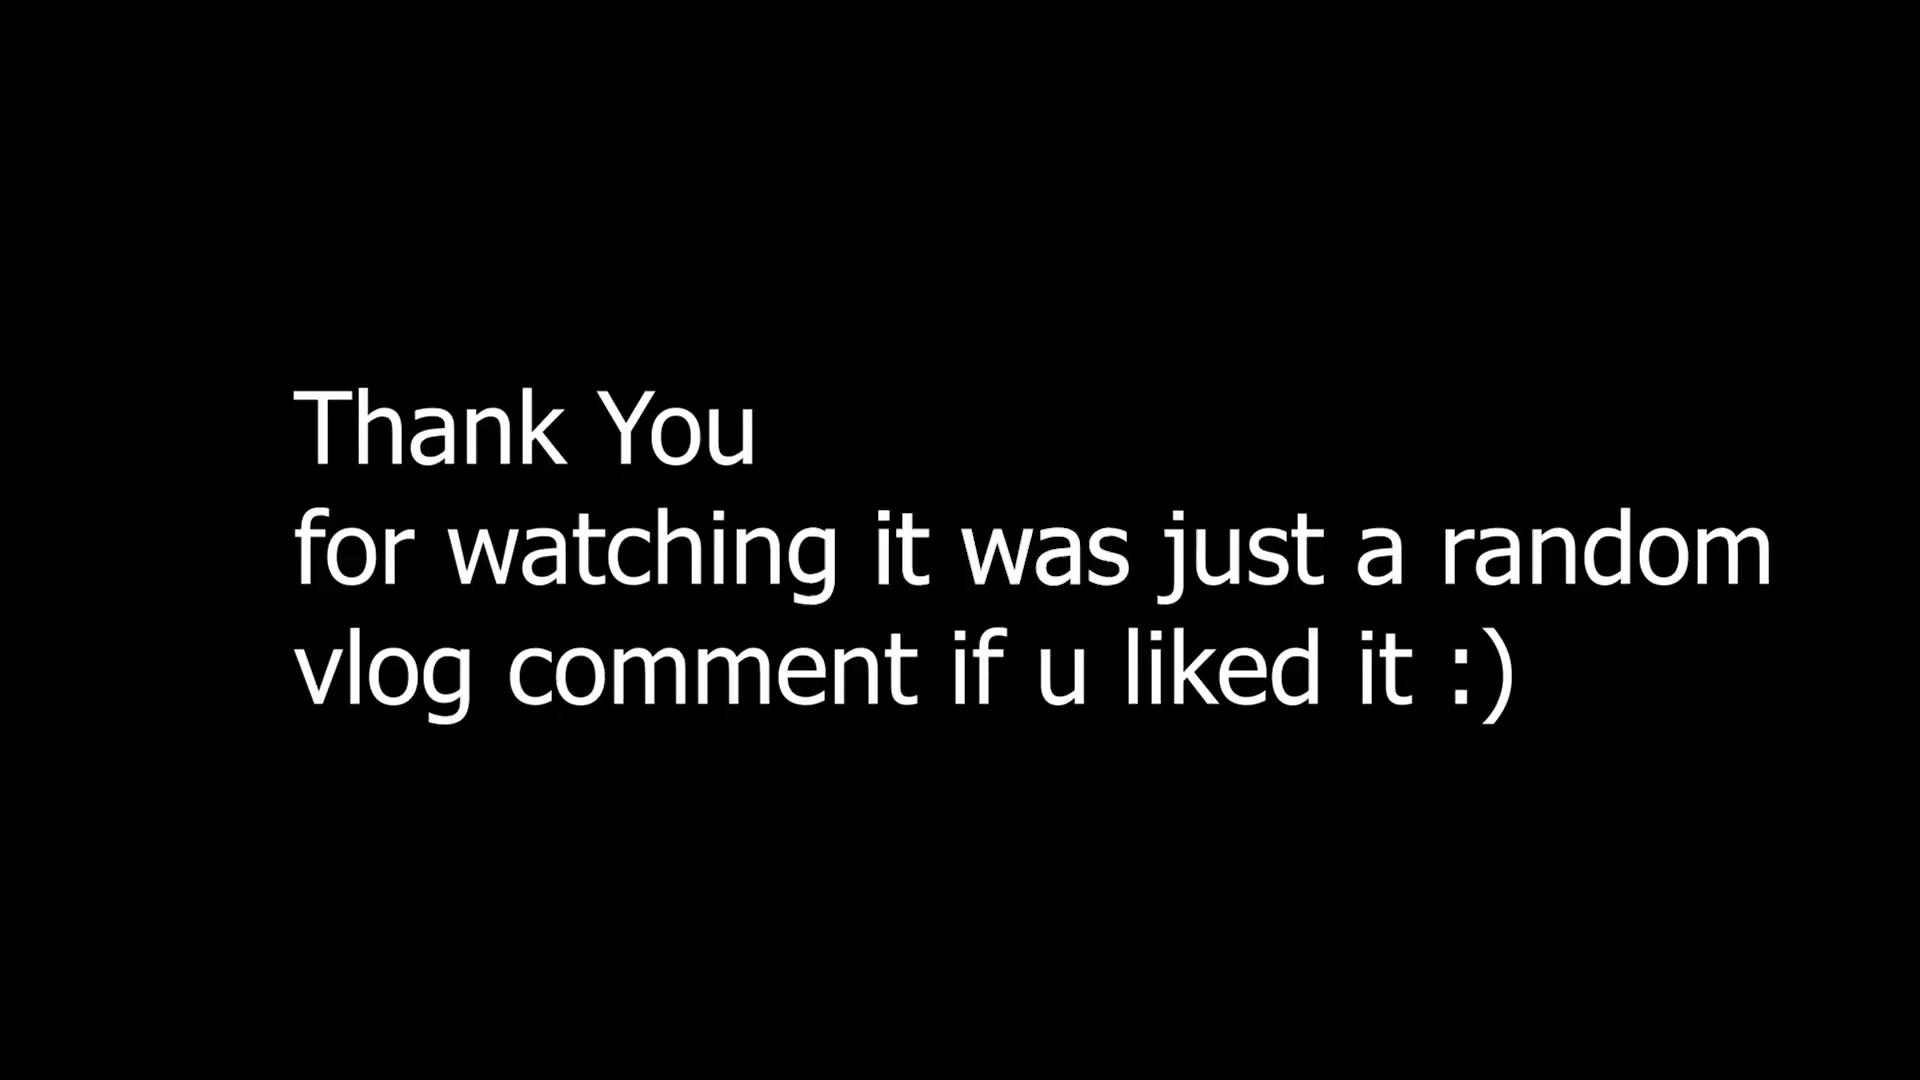 Thank You
for watching it was just a random
vlog comment if u liked it :)